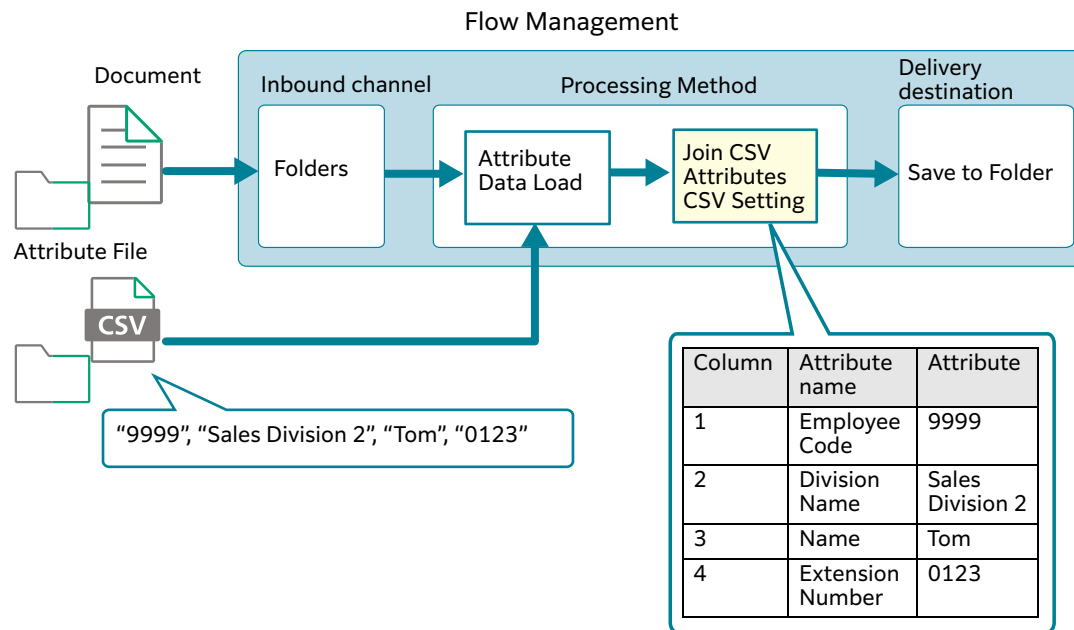 Flow Management
Document
Inbound channel
Processing Method
Delivery
destination
Folders
Attribute
Data Load
Join CSV
Attributes
CSV Setting
Save to Folder
Attribute File
CSV
“9999”, “Sales Division 2”, “Tom”, “0123”
Column Attribute name Attribute
1 Employee Code 9999
2 Division Name Sales Division 2
3 Name Tom
4 Extension Number 0123